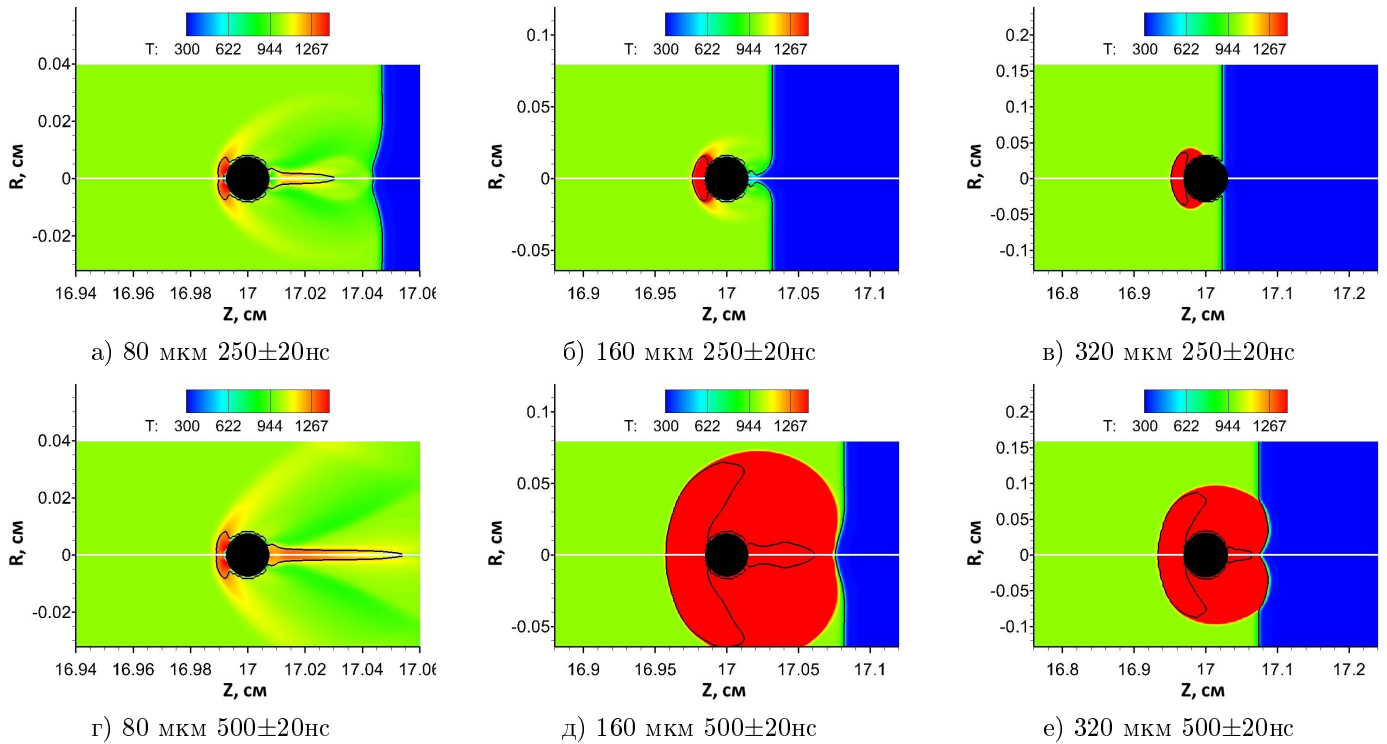 T: 300 622 944 1267
R, см
0.04
0.02
0
-0.02
16.94 16.96 16.98 17 17.02 17.04 17.06
Z, см
а) 80 мкм 250±20нс
T: 300 622 944 1267
R, см
0.1
0.05
0
-0.05
16.9 16.95 17 17.05 17.1
Z, см
б) 160 мкм 250±20нс
T: 300 622 944 1267
R, см
0.2
0.15
0.1
0.05
0
-0.05
-0.1
16.8 16.9 17 17.1 17.2
Z, см
в) 320 мкм 250±20нс
T: 300 622 944 1267
R, см
0.04
0.02
0
-0.02
16.94 16.96 16.98 17 17.02 17.04 17.06
Z, см
г) 80 мкм 500±20нс
T: 300 622 944 1267
R, см
0.1
0.05
0
-0.05
16.9 16.95 17 17.05 17.1
Z, см
д) 160 мкм 500±20нс
T: 300 622 944 1267
R, см
0.2
0.15
0.1
0.05
0
-0.05
-0.1
16.8 16.9 17 17.1 17.2
Z, см
е) 320 мкм 500±20нс